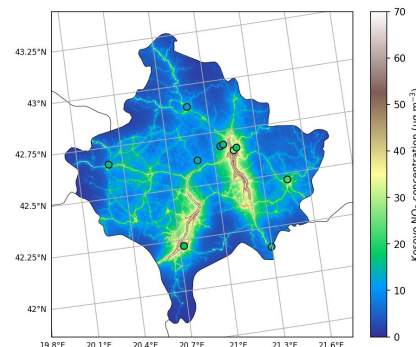 43.25°N
43°N
42.75°N
42.5°N
42.25°N
42°N
19.8°E 20.1°E 20.4°E 20.7°E 21°E 21.3°E 21.6°E
70
60
50
40
30
20
10
0
Kosovo NO₂ concentration (µg m⁻³)